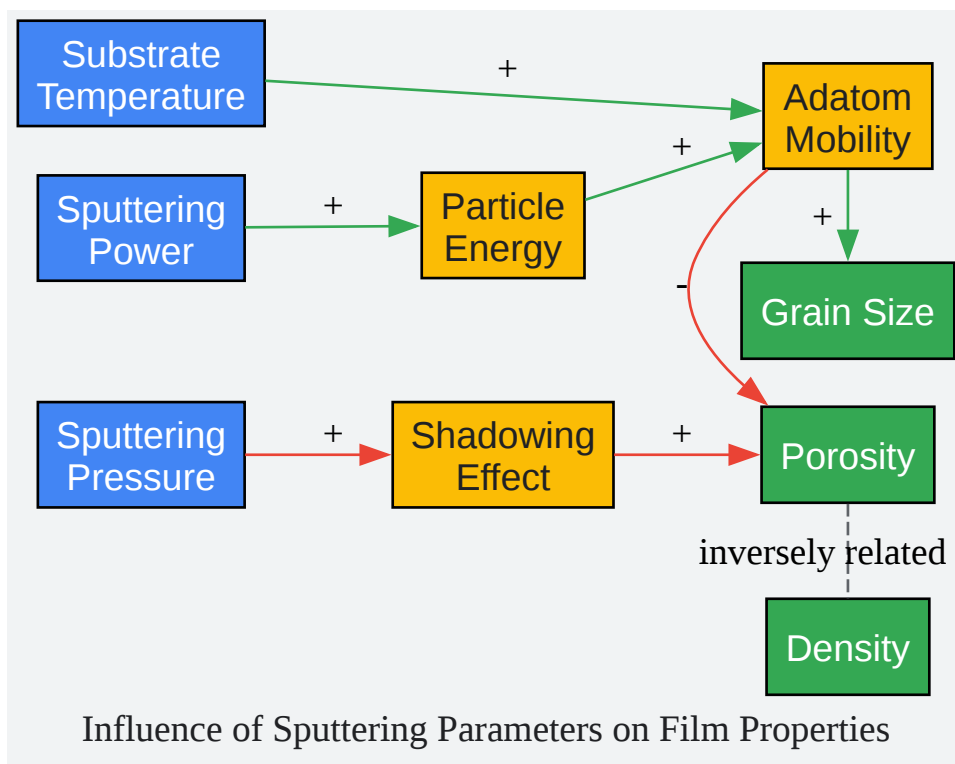 Substrate
Temperature
+
Adatom
Mobility
Sputtering
Power
+
Particle
Energy
+
+
-
Grain Size
Sputtering
Pressure
+
Shadowing
Effect
+
Porosity
inversely related
Density
Influence of Sputtering Parameters on Film Properties